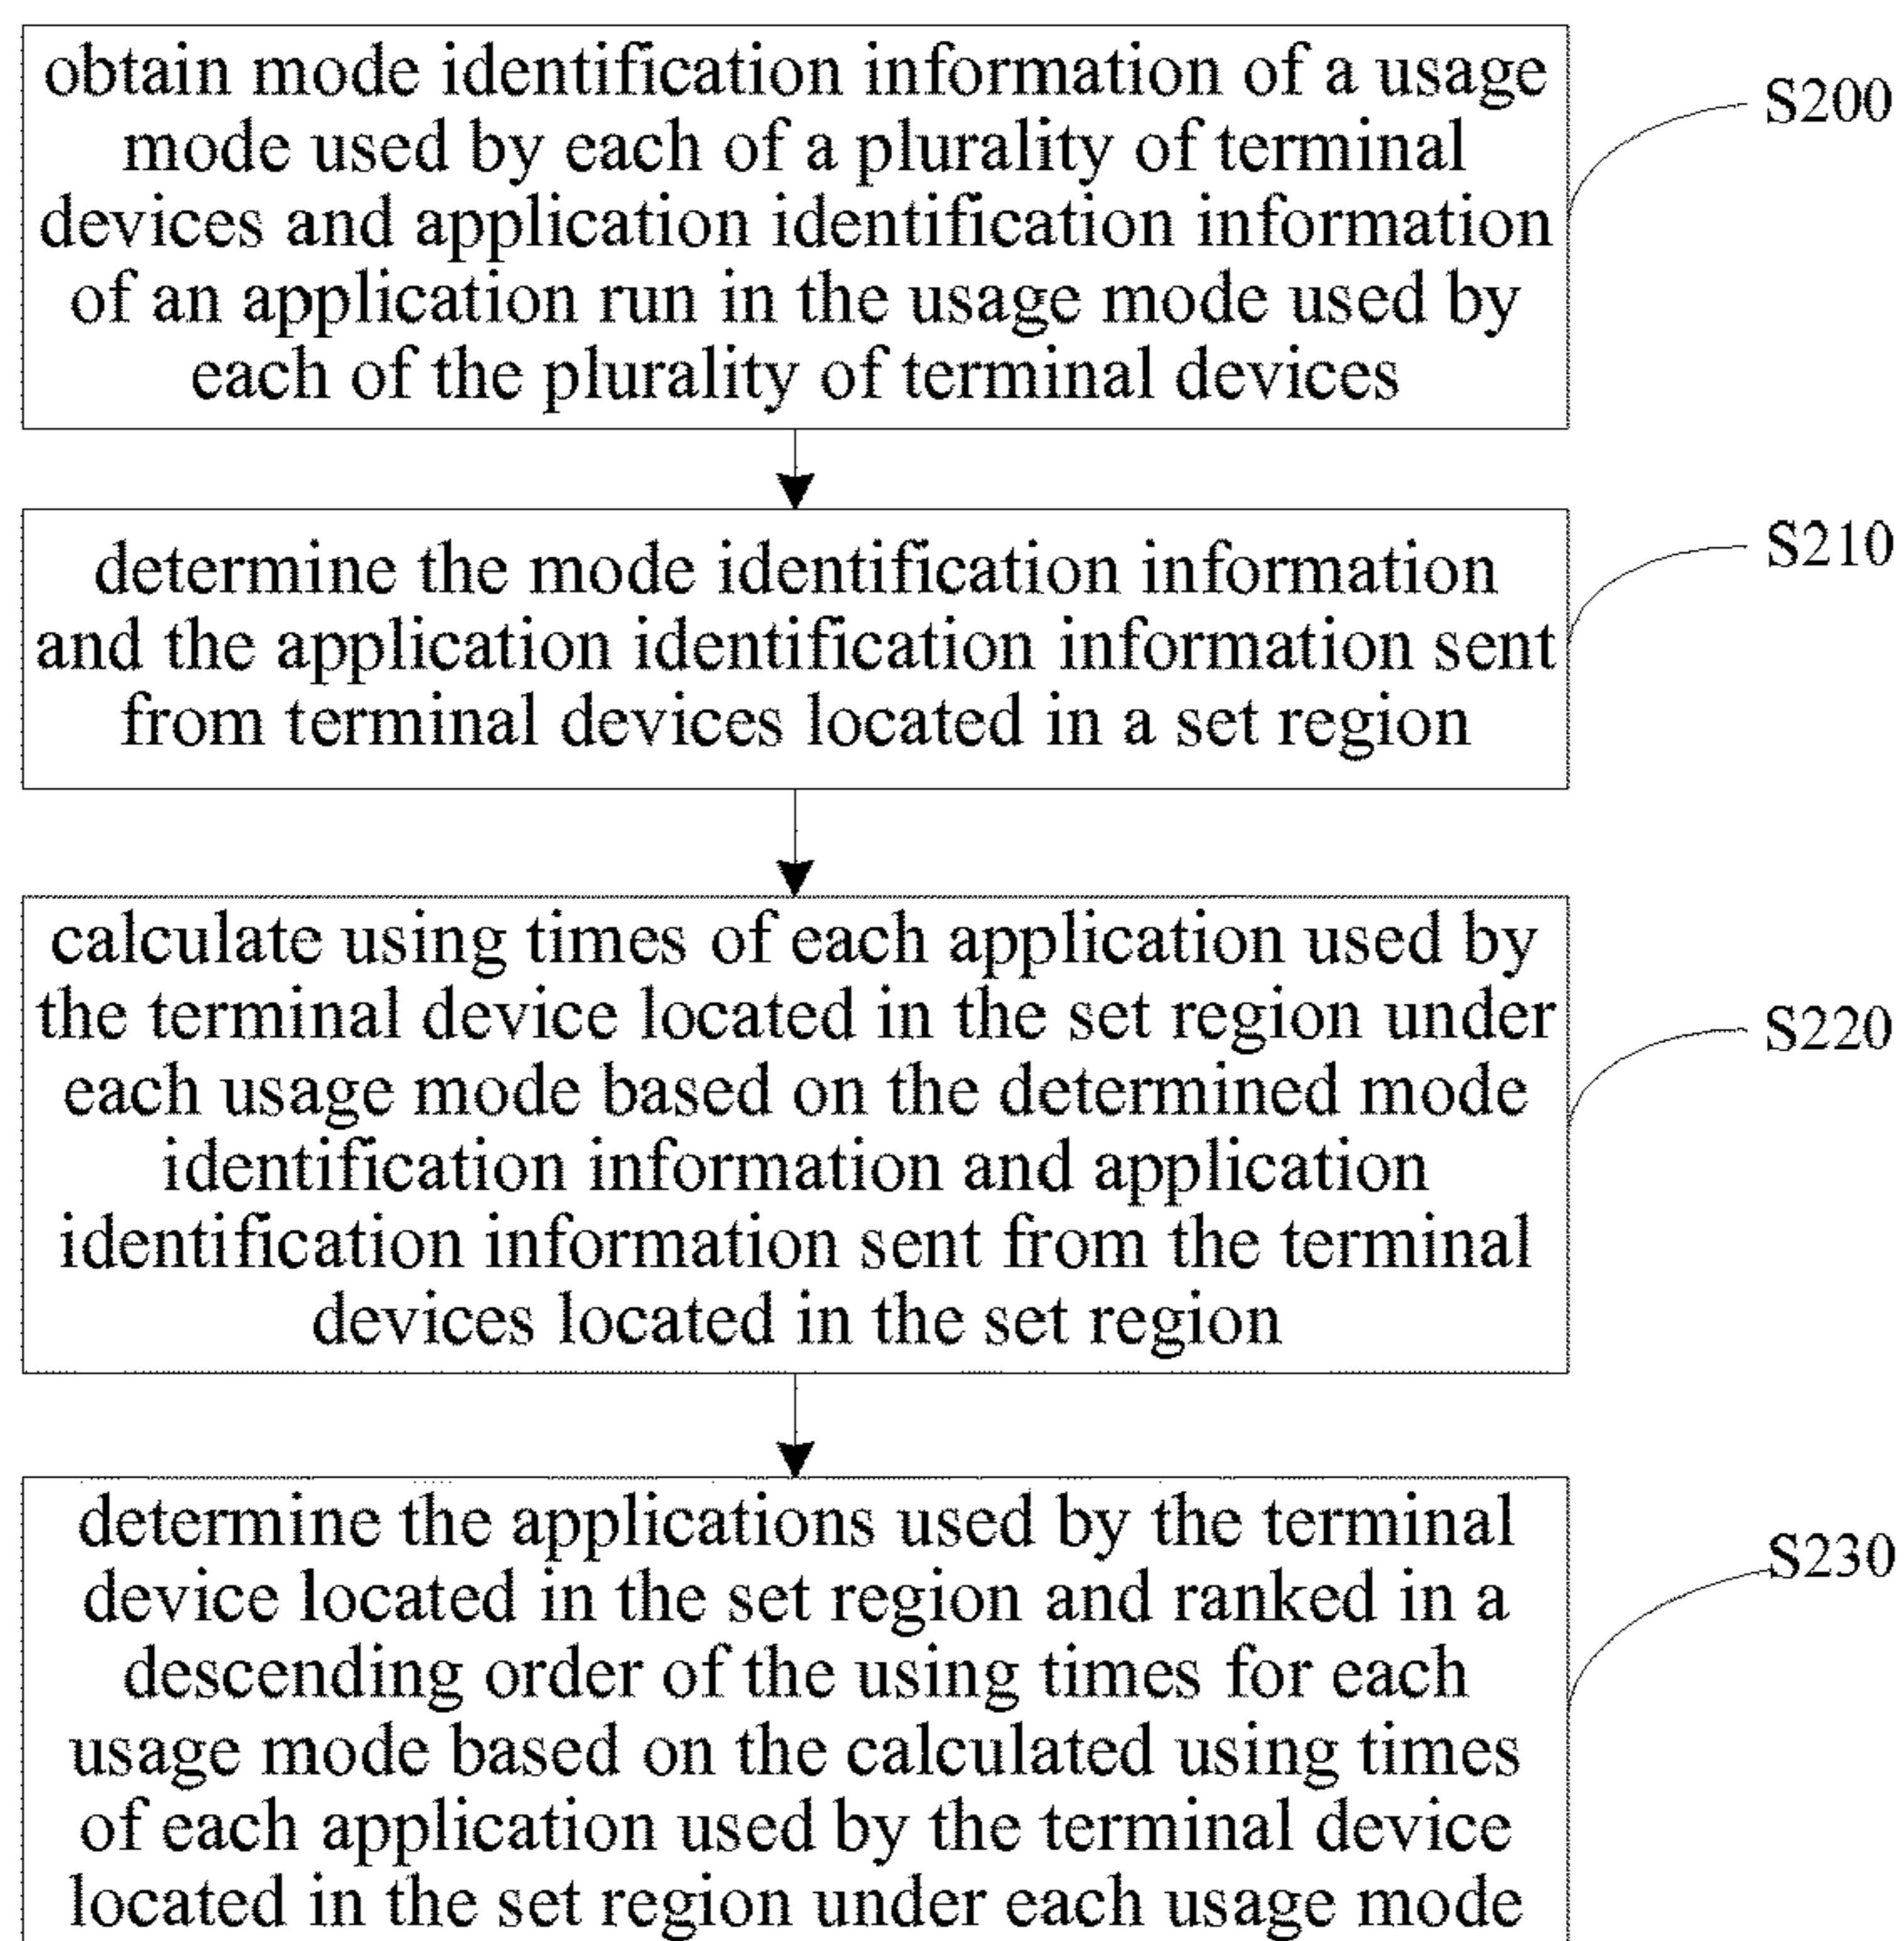 obtain mode identification information of a usage
mode used by each of a plurality of terminal
devices and application identification information
of an application run in the usage mode used by
each of the plurality of terminal devices
S200
determine the mode identification information
and the application identification information sent
from terminal devices located in a set region
S210
calculate using times of each application used by
the terminal device located in the set region under
each usage mode based on the determined mode
identification information and application
identification information sent from the terminal
devices located in the set region
S220
determine the applications used by the terminal
device located in the set region and ranked in a
descending order of the using times for each
usage mode based on the calculated using times
of each application used by the terminal device
located in the set region under each usage mode
S230